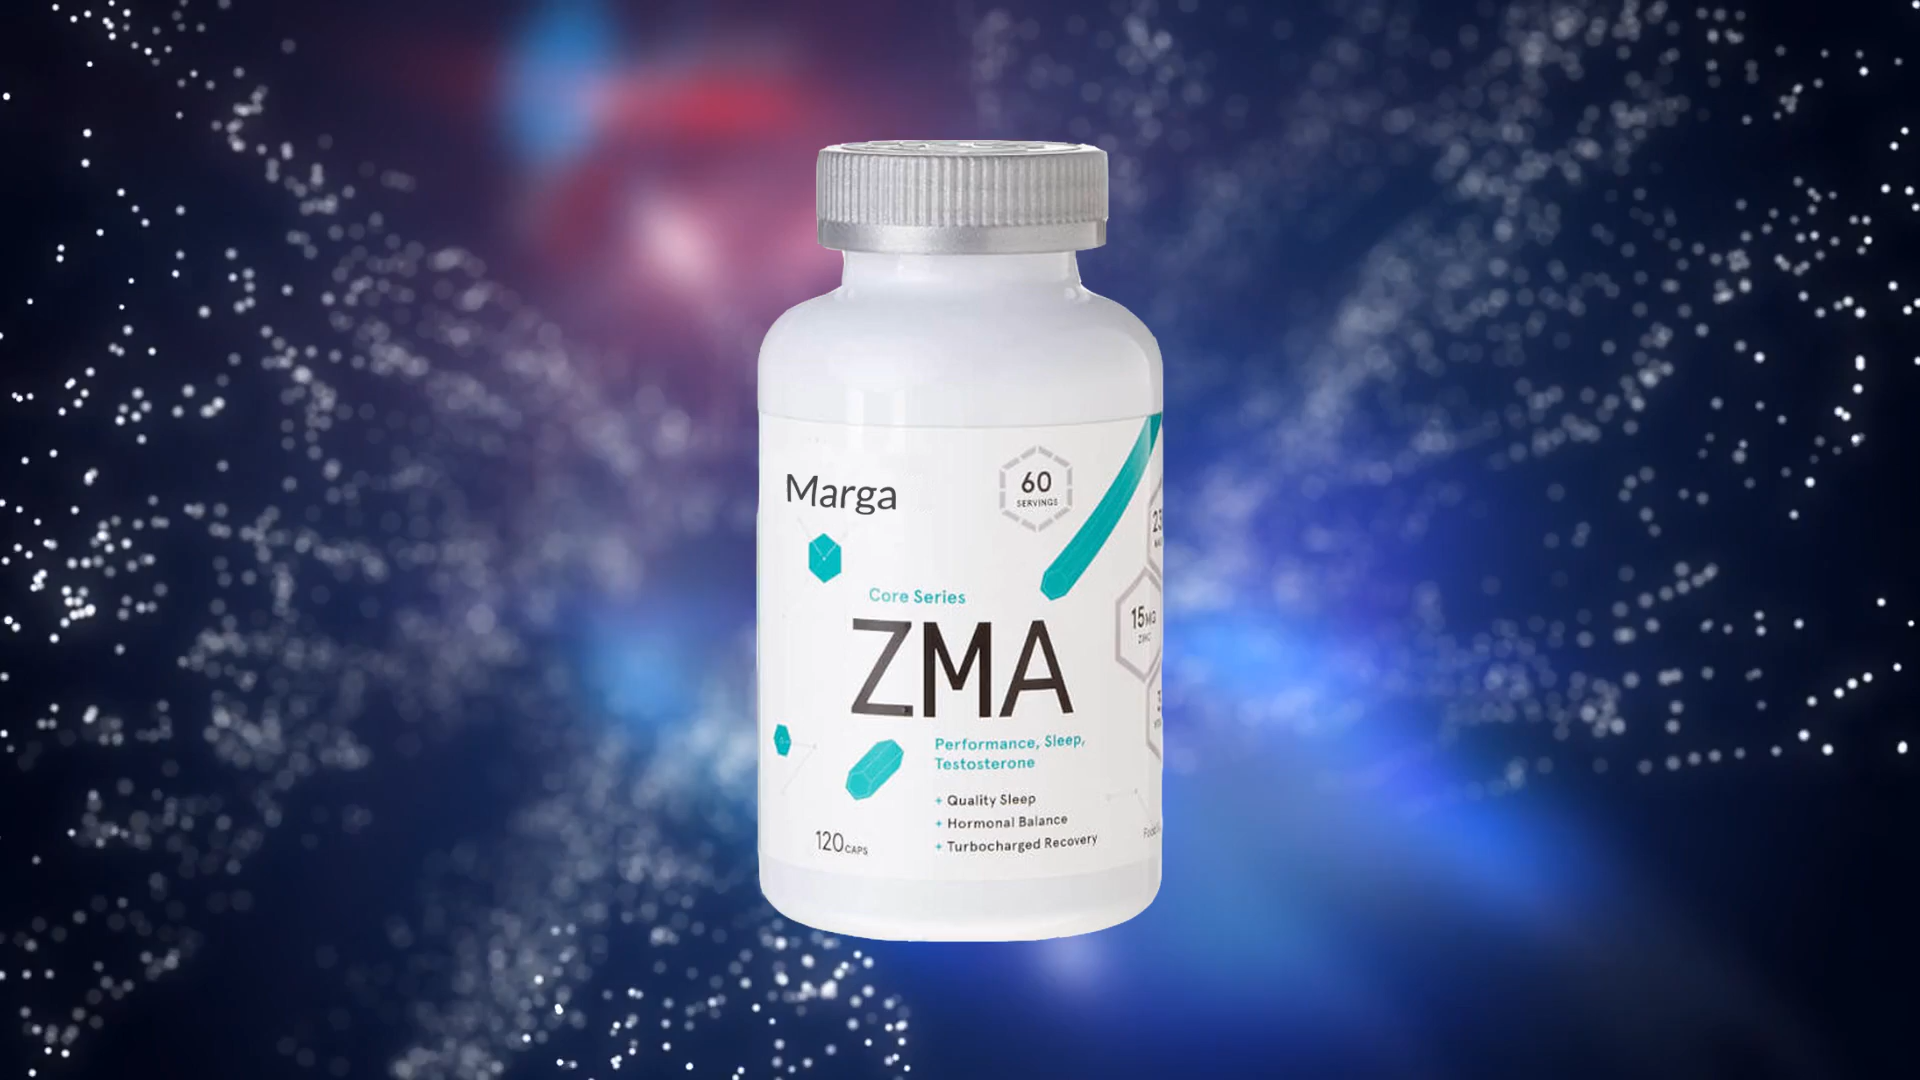 Marga
60
SERVINGS
Core Series
ZMA
15MG
ZINC
Performance, Sleep,
Testosterone
+ Quality Sleep
+ Hormonal Balance
+ Turbocharged Recovery
120CAPS